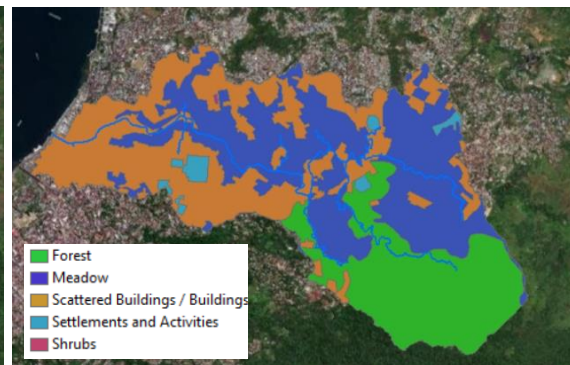 Forest
Meadow
Scattered Buildings / Buildings
Settlements and Activities
Shrubs